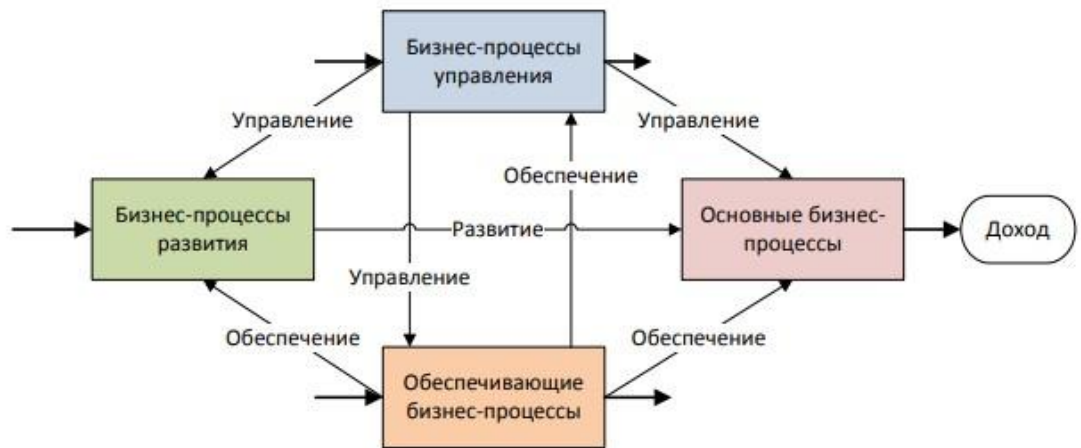 Бизнес-процессы
управления
Управление
Управление
Обеспечение
Бизнес-процессы
развития
Развитие
Основные бизнес-
процессы
Доход
Управление
Обеспечение
Обеспечение
Обеспечивающие
бизнес-процессы